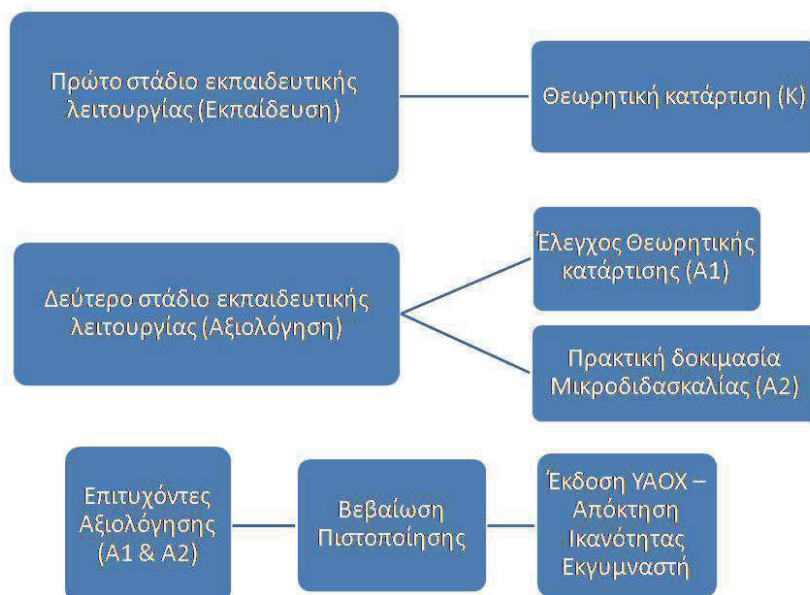 Πρώτο στάδιο εκπαιδευτικής
λειτουργίας (Εκπαίδευση)
Θεωρητική κατάρτιση (Κ)
Δεύτερο στάδιο εκπαιδευτικής
λειτουργίας (Αξιολόγηση)
Έλεγχος Θεωρητικής
κατάρτισης (Α1)
Πρακτική δοκιμασία
Μικροδιδασκαλίας (Α2)
Επιτυχόντες
Αξιολόγησης
(Α1 & Α2)
Βεβαίωση
Πιστοποίησης
Έκδοση ΥΑΟΧ –
Απόκτηση
Ικανότητας
Εκγυμναστή